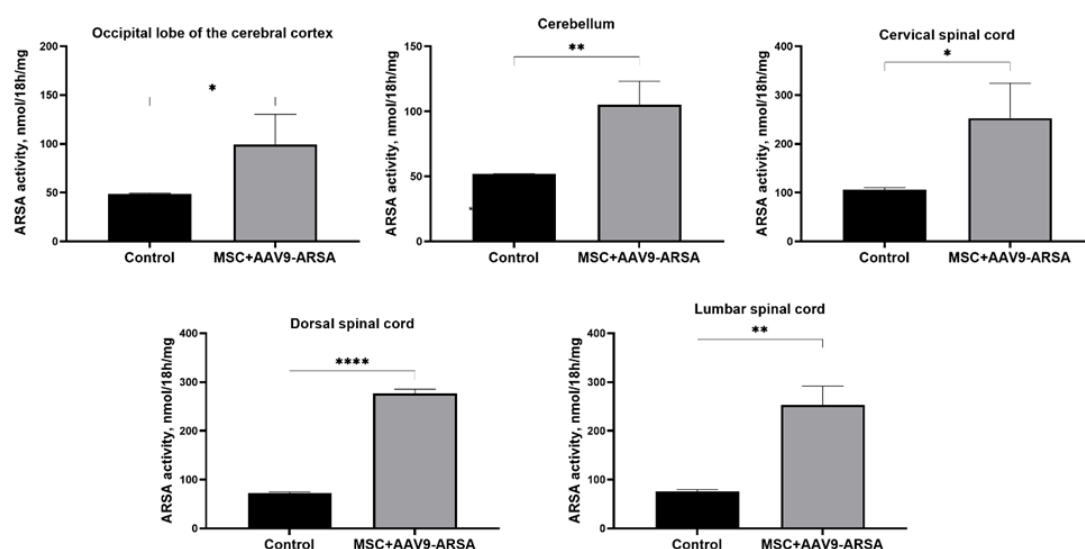 Occipital lobe of the cerebral cortex
ARSA activity, nmol/18h/mg
200
150
100
50
0
*
Control
MSC+AAV9-ARSA
Cerebellum
ARSA activity, nmol/18h/mg
150
100
50
0
**
*
Control
MSC+AAV9-ARSA
Cervical spinal cord
ARSA activity, nmol/18h/mg
400
300
200
100
0
*
Control
MSC+AAV9-ARSA
Dorsal spinal cord
ARSA activity, nmol/18h/mg
400
300
200
100
0
****
Control
MSC+AAV9-ARSA
Lumbar spinal cord
ARSA activity, nmol/18h/mg
400
300
200
100
0
**
Control
MSC+AAV9-ARSA